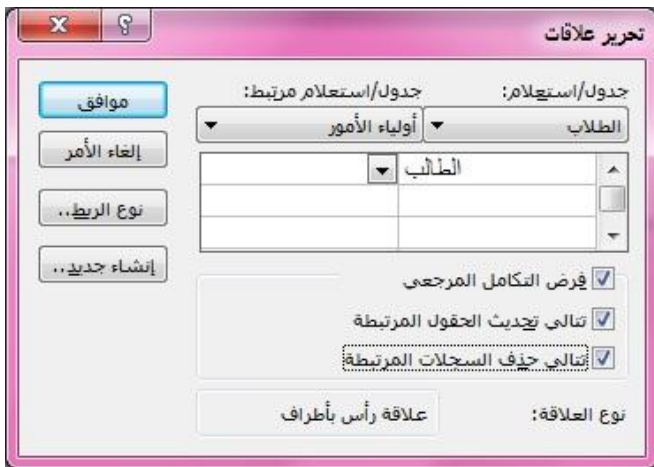 تحرير علاقات
جدول/استعلام:
جدول/استعلام مرتبط:
الطلاب
أولياء الأمور
الطالب
فرض التكامل المرجعي
تتالي تحديث الحقول المرتبطة
تتالي حذف السجلات المرتبطة
نوع العلاقة:
علاقة رأس بأطراف
موافق
إلغاء الأمر
نوع الربط..
إنشاء جديد..